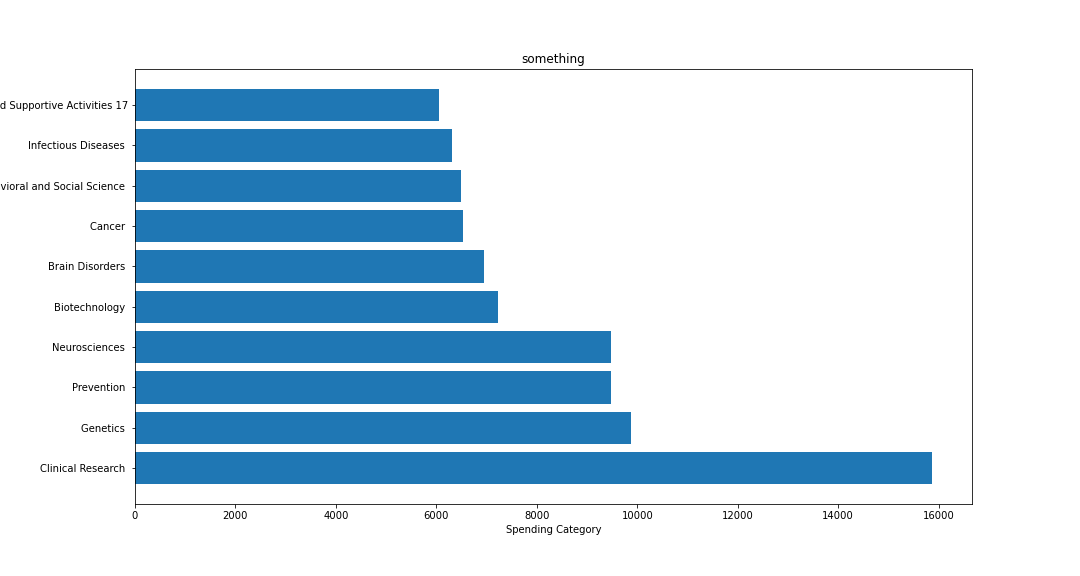 something
d Supportive Activities 17
Infectious Diseases
vioral and Social Science
Cancer
Brain Disorders
Biotechnology
Neurosciences
Prevention
Genetics
Clinical Research
0 2000 4000 6000 8000 10000 12000 14000 16000
Spending Category